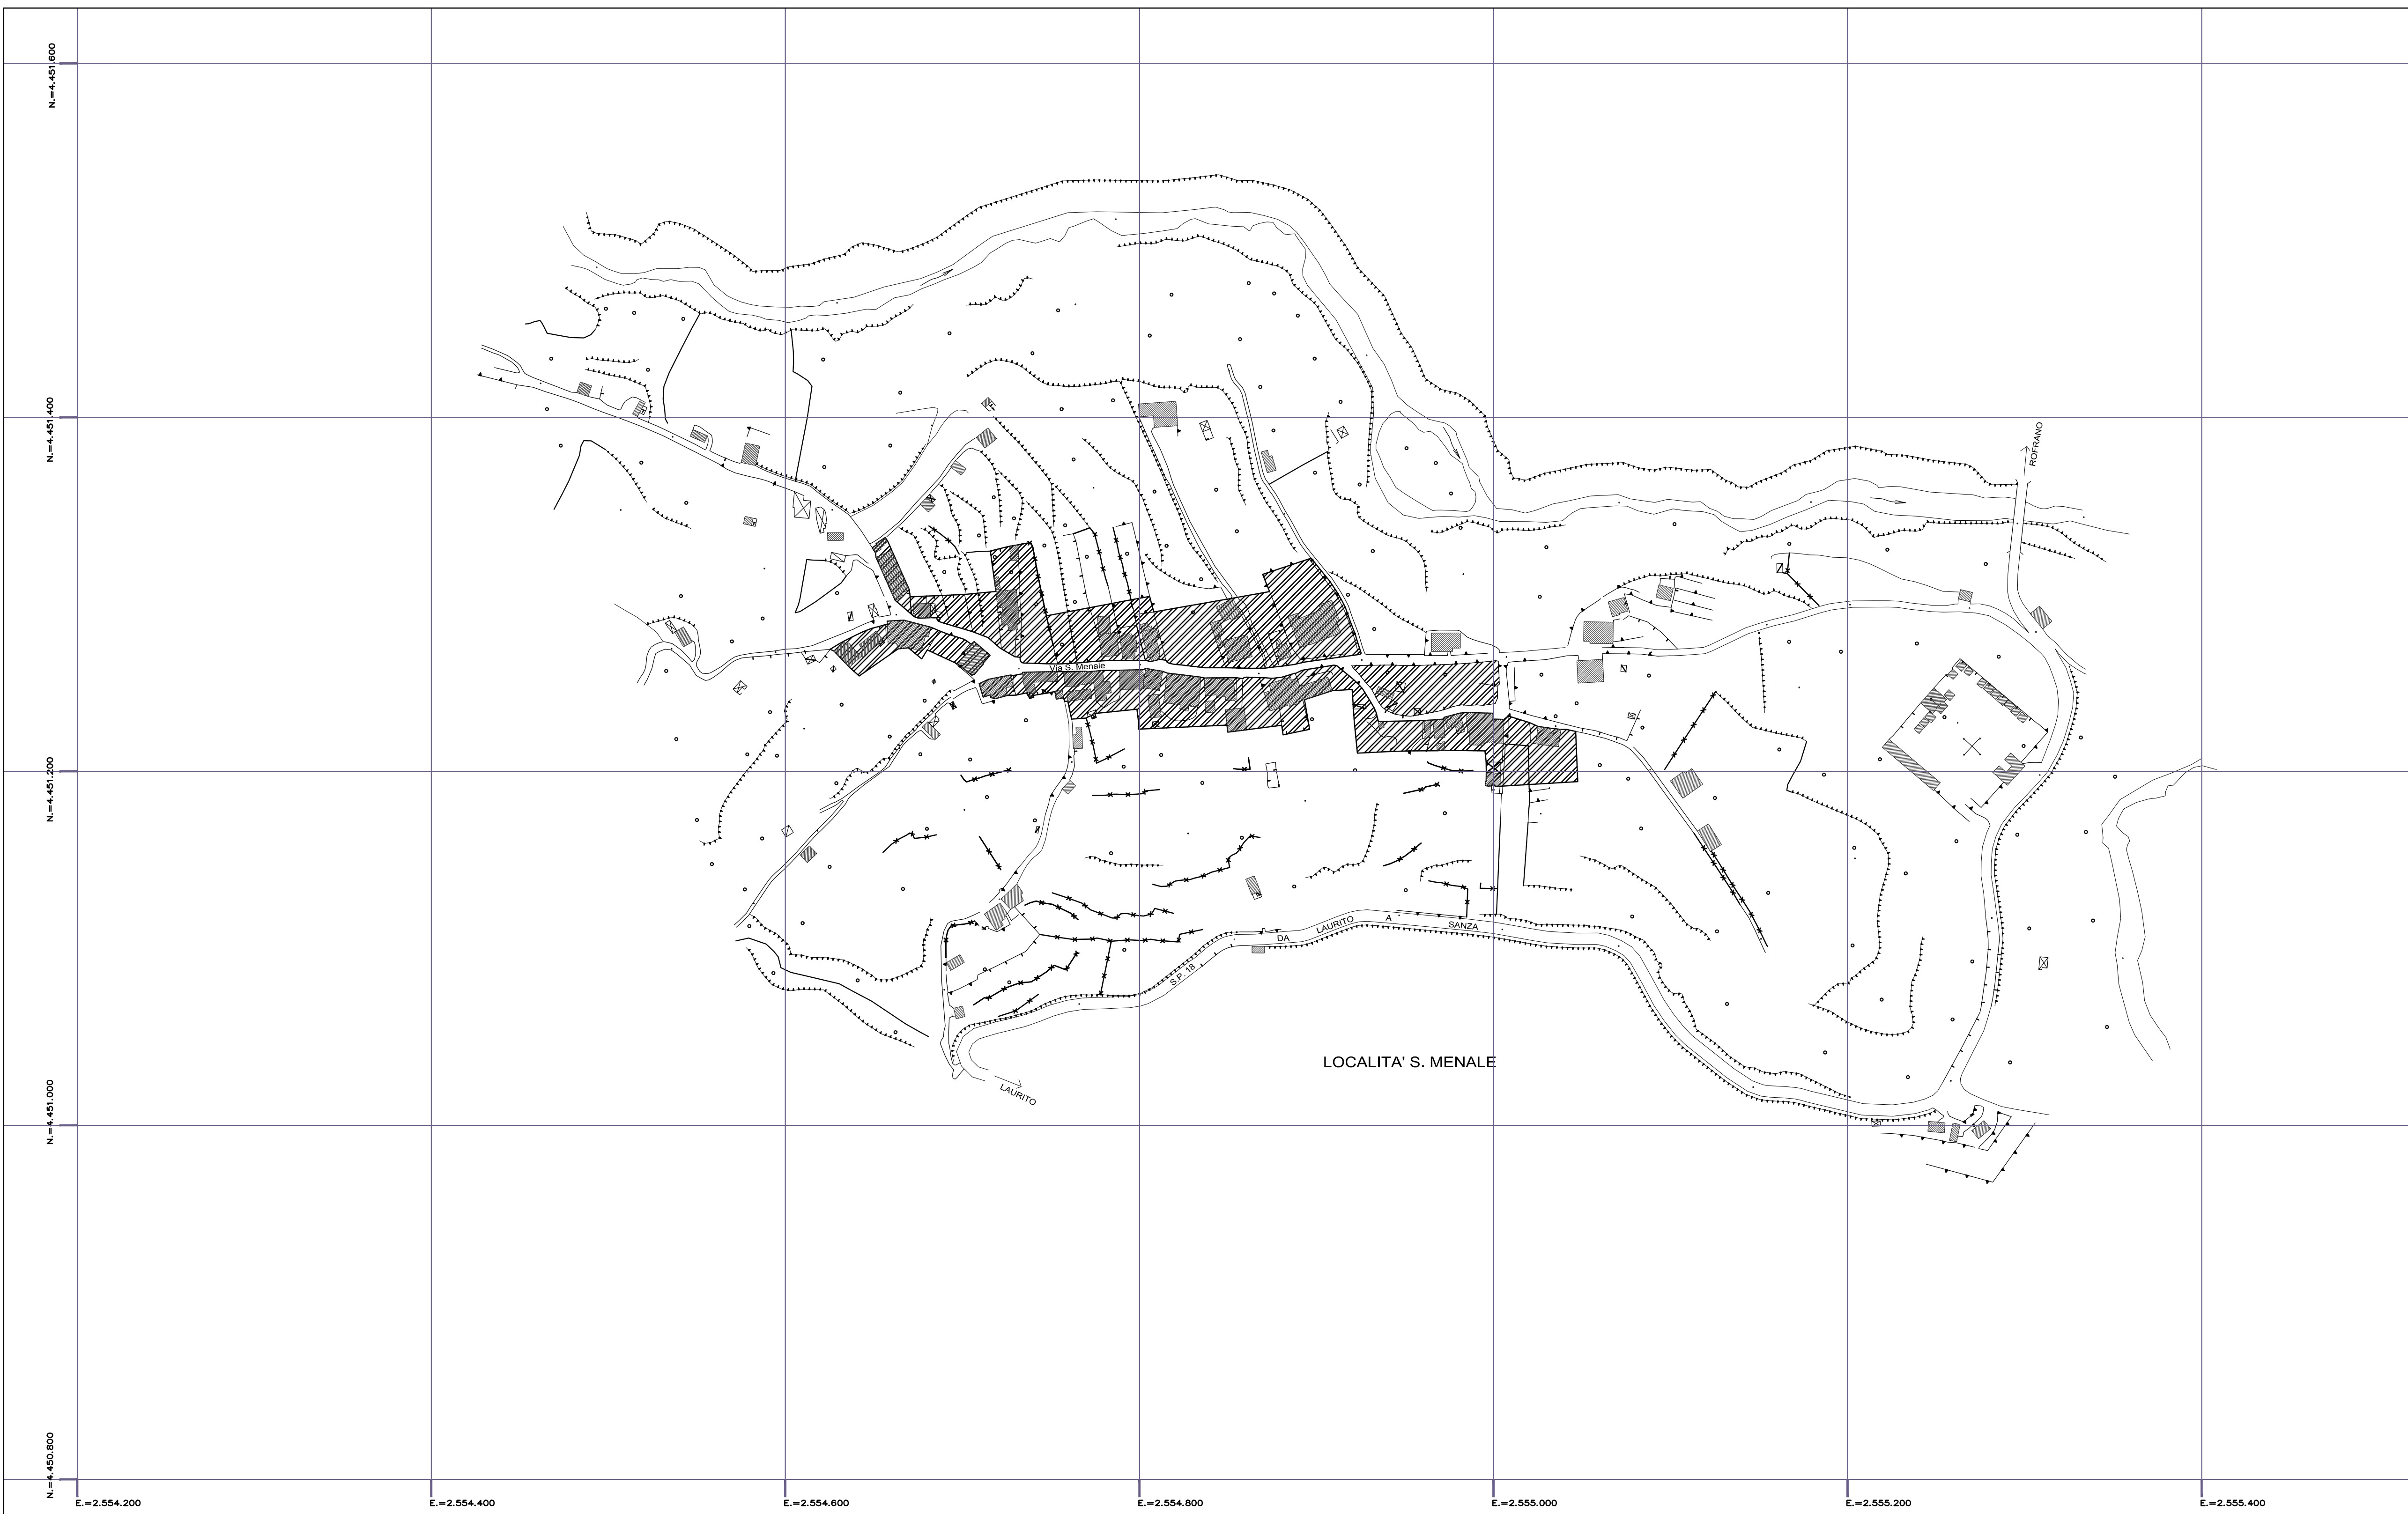 N.=4.451.600
N.=4.451.400
ROFRANO
Via S. Menale
N.=4.451.200
DA LAURITO A SANZA
S.P. 18
LOCALITA' S. MENALE
LAURITO
N.=4.451.000
N.=4.450.800
E.=2.554.200
E.=2.554.400
E.=2.554.600
E.=2.554.800
E.=2.555.000
E.=2.555.200
E.=2.555.400